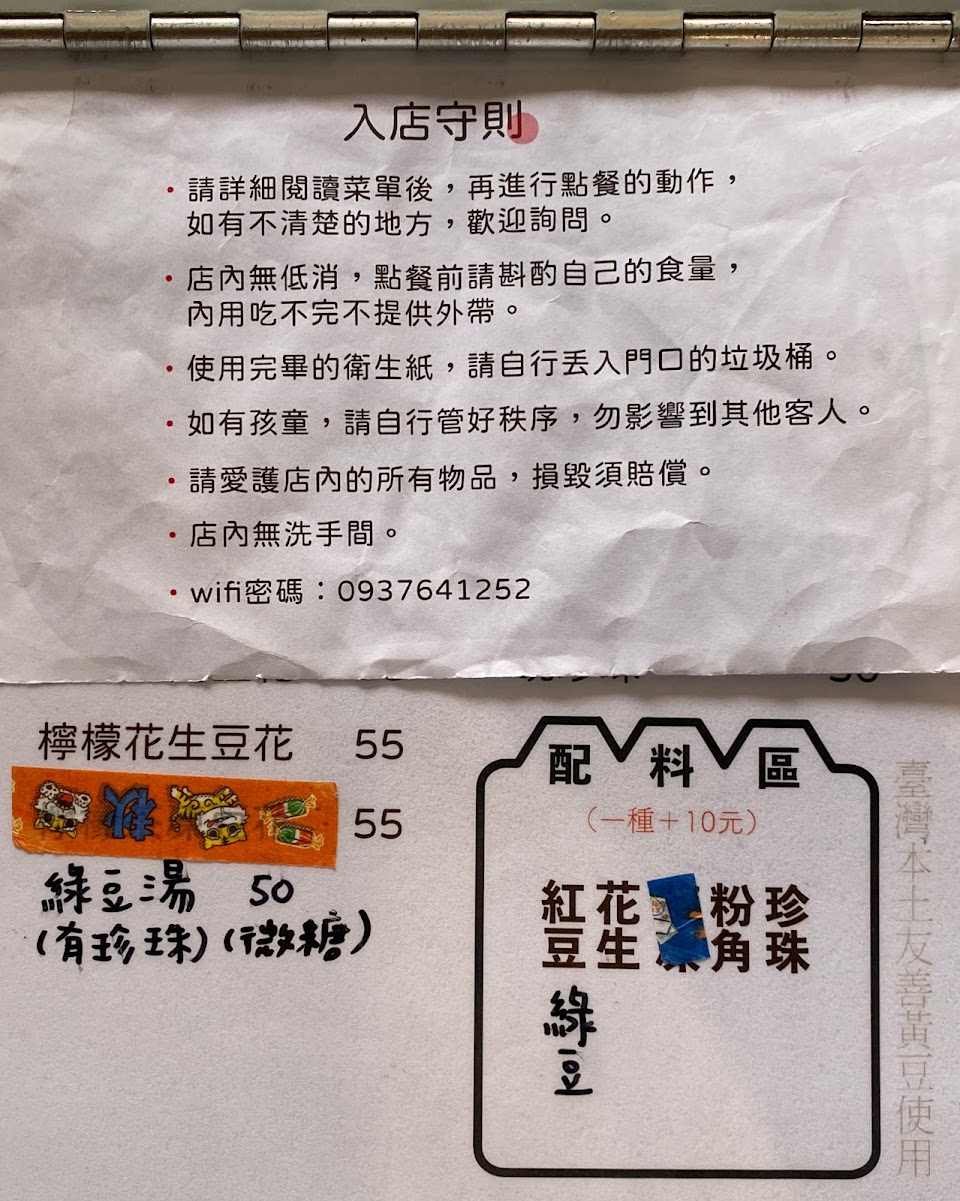 入店守則
・請詳細閱讀菜單後，再進行點餐的動作，
如有不清楚的地方，歡迎詢問。
・店內無低消，點餐前請斟酌自己的食量，
內用吃不完不提供外帶。
・使用完畢的衛生紙，請自行丟入門口的垃圾桶。
・如有孩童，請自行管好秩序，勿影響到其他客人。
・請愛護店內的所有物品，損毀須賠償。
・店內無洗手間。
・wifi密碼：0937641252
檸檬花生豆花 55
55
綠豆湯 50
(有珍珠)(微糖)
配料區
（一種＋10元）
紅豆
花生
粉角
珍珠
綠豆
臺灣本土友善黃豆使用